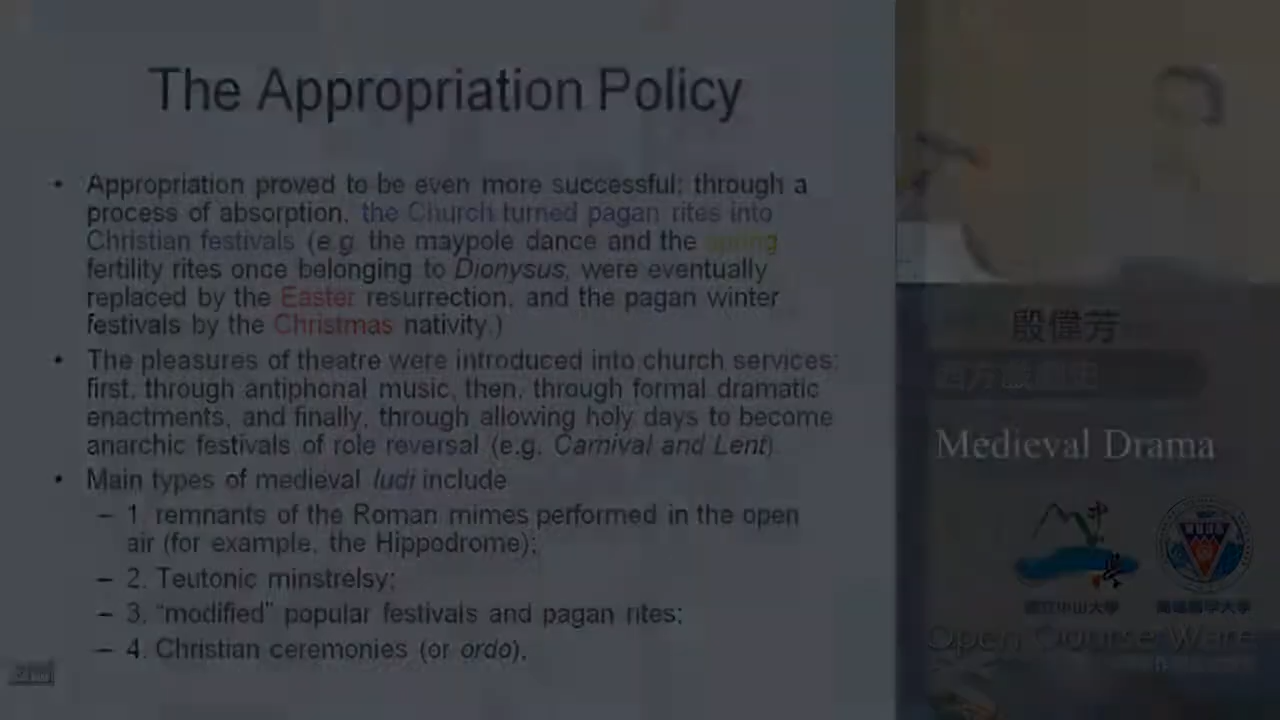 The Appropriation Policy
• Appropriation proved to be even more successful: through a
process of absorption, the Church turned pagan rites into
Christian festivals (e.g. the maypole dance and the spring
fertility rites once belonging to Dionysus, were eventually
replaced by the Easter resurrection, and the pagan winter
festivals by the Christmas nativity.)
• The pleasures of theatre were introduced into church services:
first, through antiphonal music, then, through formal dramatic
enactments, and finally, through allowing holy days to become
anarchic festivals of role reversal (e.g. Carnival and Lent).
• Main types of medieval ludi include
– 1. remnants of the Roman mimes performed in the open
air (for example, the Hippodrome);
– 2. Teutonic minstrelsy;
– 3. “modified” popular festivals and pagan rites;
– 4. Christian ceremonies (or ordo).
殷偉芳
西方戲劇史
Medieval Drama
國立中山大學
高雄醫學大學
Open Course Ware